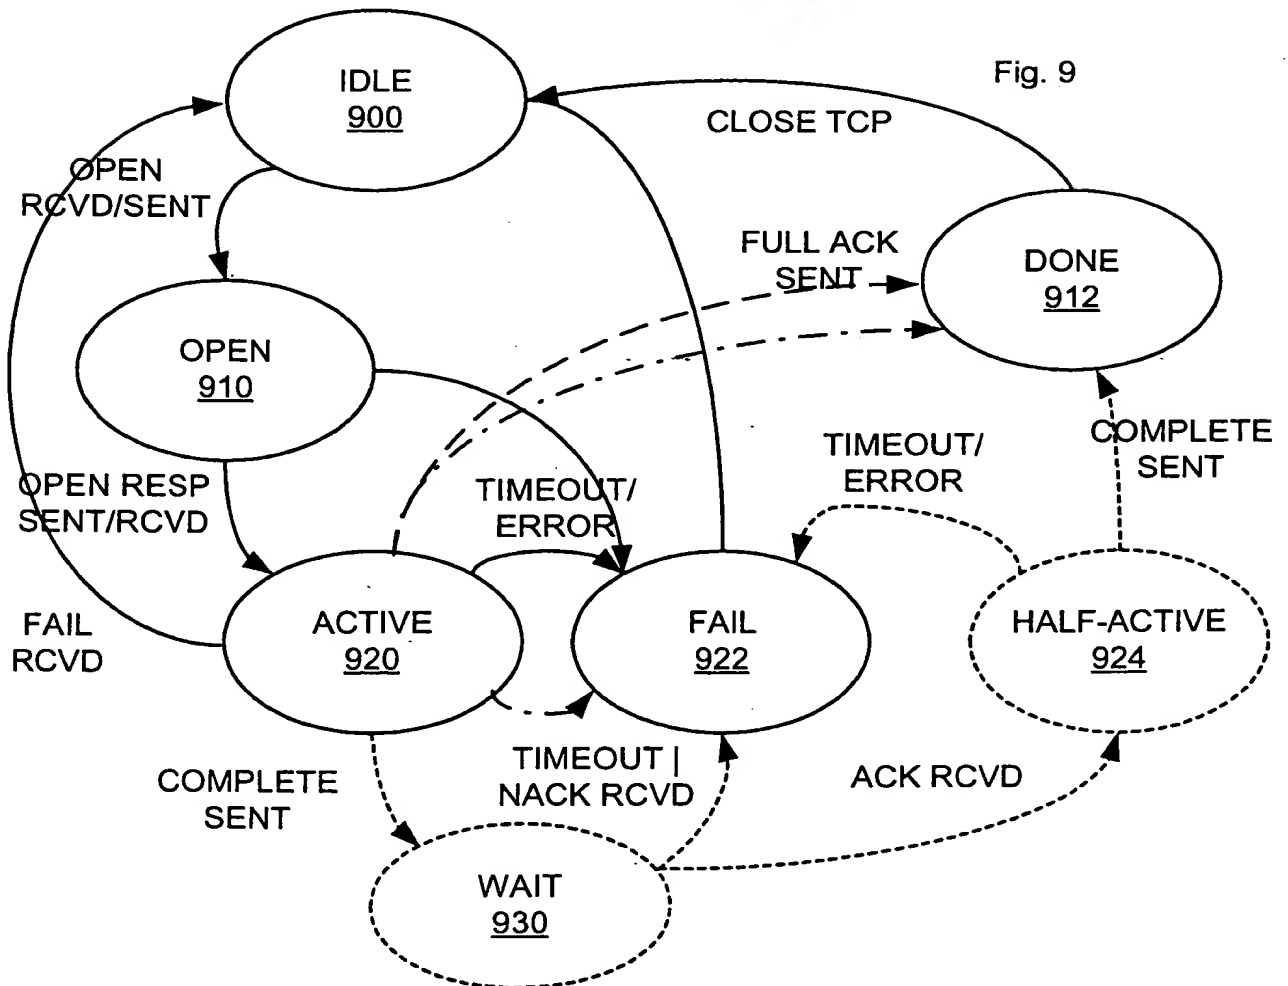 Fig. 9
IDLE
900
CLOSE TCP
OPEN
RCVD/SENT
FULL ACK
SENT
DONE
912
OPEN
910
COMPLETE
SENT
TIMEOUT/
ERROR
OPEN RESP
SENT/RCVD
TIMEOUT/
ERROR
FAIL
RCVD
ACTIVE
920
FAIL
922
HALF-ACTIVE
924
COMPLETE
SENT
TIMEOUT |
NACK RCVD
ACK RCVD
WAIT
930